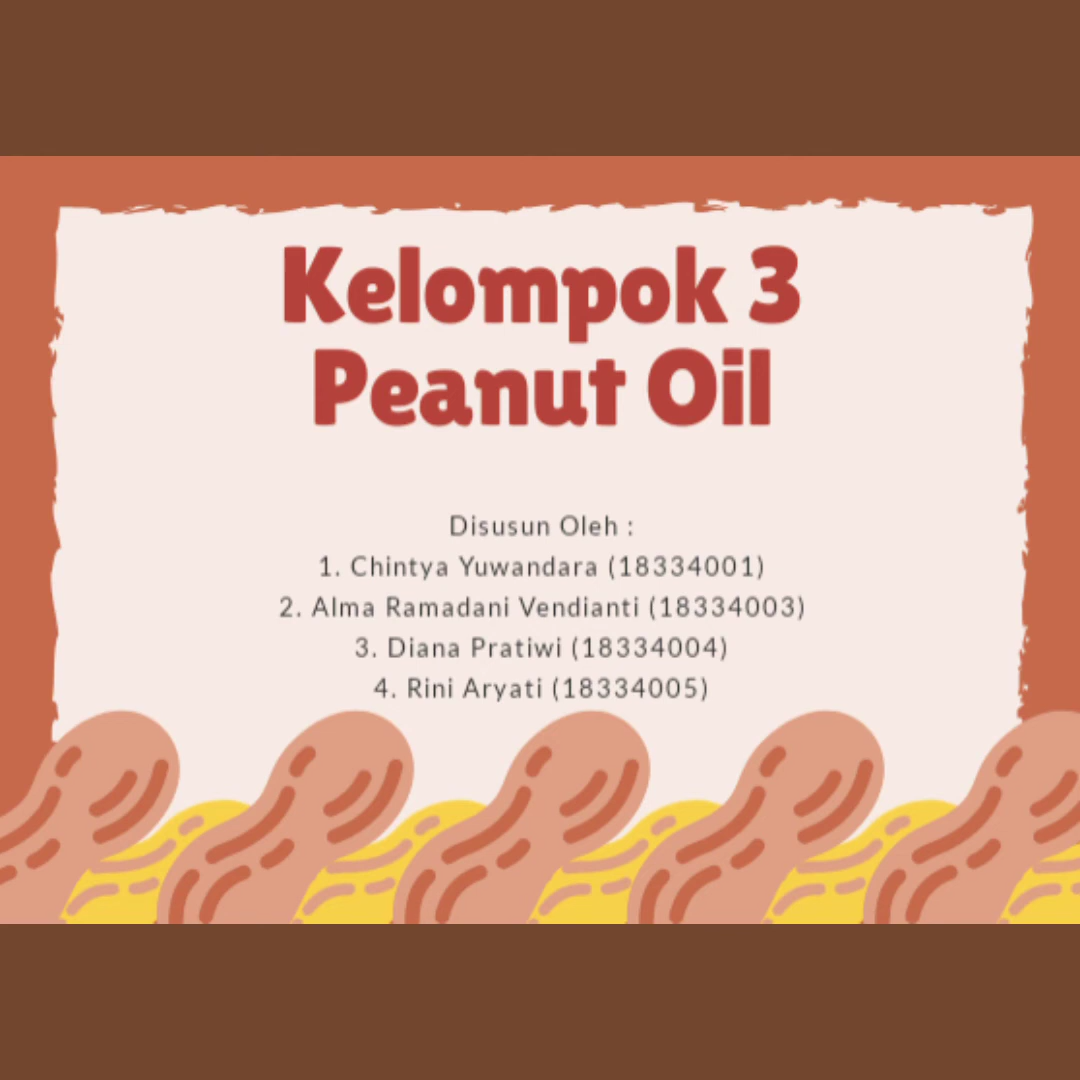 Kelompok 3
Peanut Oil
Disusun Oleh :
1. Chintya Yuwandara (18334001)
2. Alma Ramadani Vendianti (18334003)
3. Diana Pratiwi (18334004)
4. Rini Aryati (18334005)